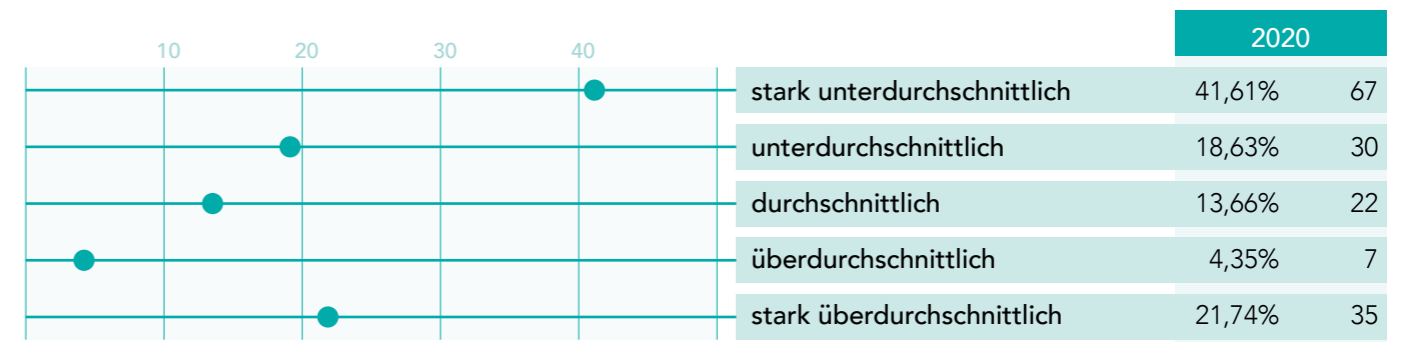 2020
10 20 30 40
stark unterdurchschnittlich 41,61% 67
unterdurchschnittlich 18,63% 30
durchschnittlich 13,66% 22
überdurchschnittlich 4,35% 7
stark überdurchschnittlich 21,74% 35